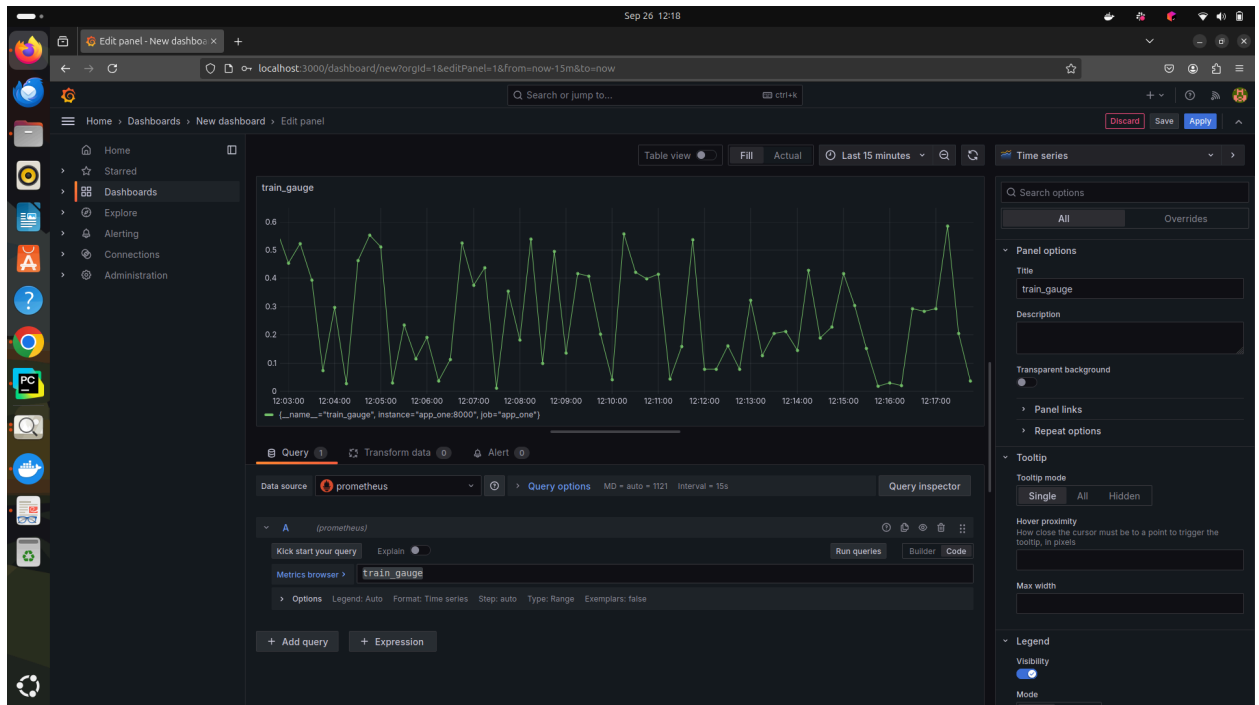 Sep 26 12:18
Edit panel - New dashboa
localhost:3000/dashboard/new?orgId=1&editPanel=1&from=now-15m&to=now
Search or jump to...
ctrl+k
Home › Dashboards › New dashboard › Edit panel
Discard
Save
Apply
Home
Starred
Dashboards
Explore
Alerting
Connections
Administration
Table view
Fill
Actual
Last 15 minutes
train_gauge
0.6
0.5
0.4
0.3
0.2
0.1
0
12:03:00 12:04:00 12:05:00 12:06:00 12:07:00 12:08:00 12:09:00 12:10:00 12:11:00 12:12:00 12:13:00 12:14:00 12:15:00 12:16:00 12:17:00
{__name__="train_gauge", instance="app_one:8000", job="app_one"}
Query 1
Transform data 0
Alert 0
Data source
prometheus
Query options
MD = auto = 1121 Interval = 15s
Query inspector
A (prometheus)
Kick start your query
Explain
Run queries
Builder
Code
Metrics browser >
train_gauge
Options Legend: Auto Format: Time series Step: auto Type: Range Exemplars: false
+ Add query
+ Expression
Time series
Search options
All
Overrides
Panel options
Title
train_gauge
Description
Transparent background
Panel links
Repeat options
Tooltip
Tooltip mode
Single
All
Hidden
Hover proximity
How close the cursor must be to a point to trigger the
tooltip, in pixels
Max width
Legend
Visibility
Mode
PC